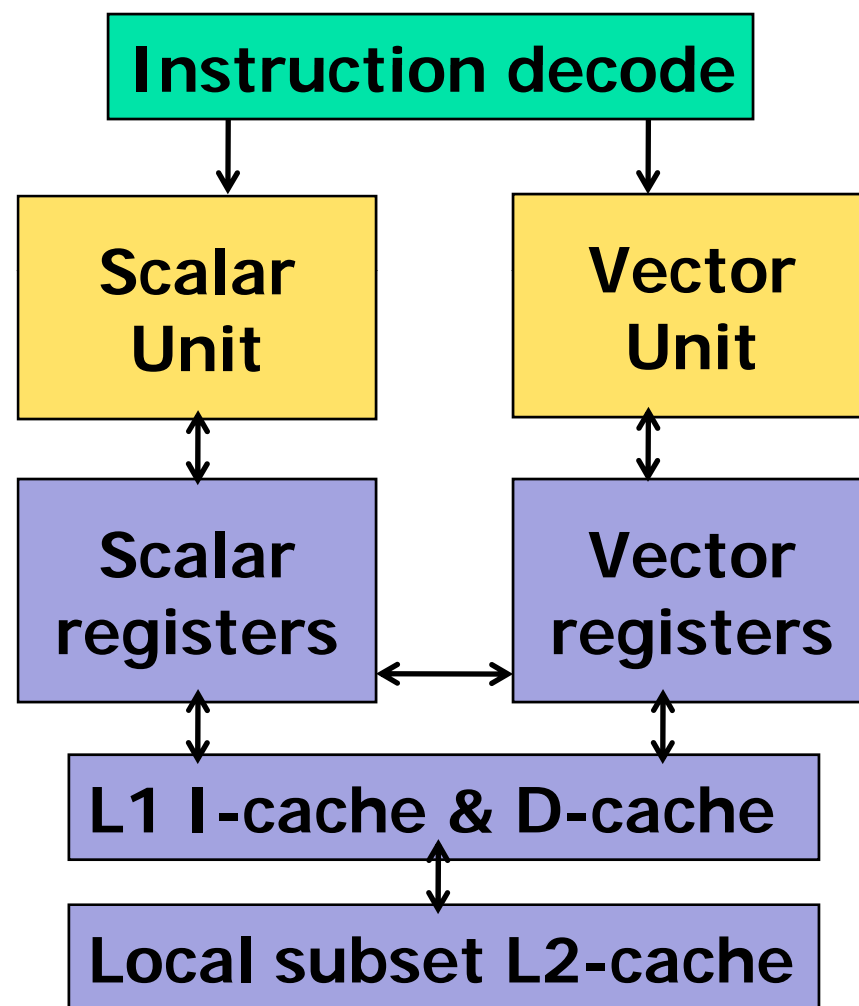 Instruction decode
Scalar
Unit
Vector
Unit
Scalar
registers
Vector
registers
L1 I-cache & D-cache
Local subset L2-cache